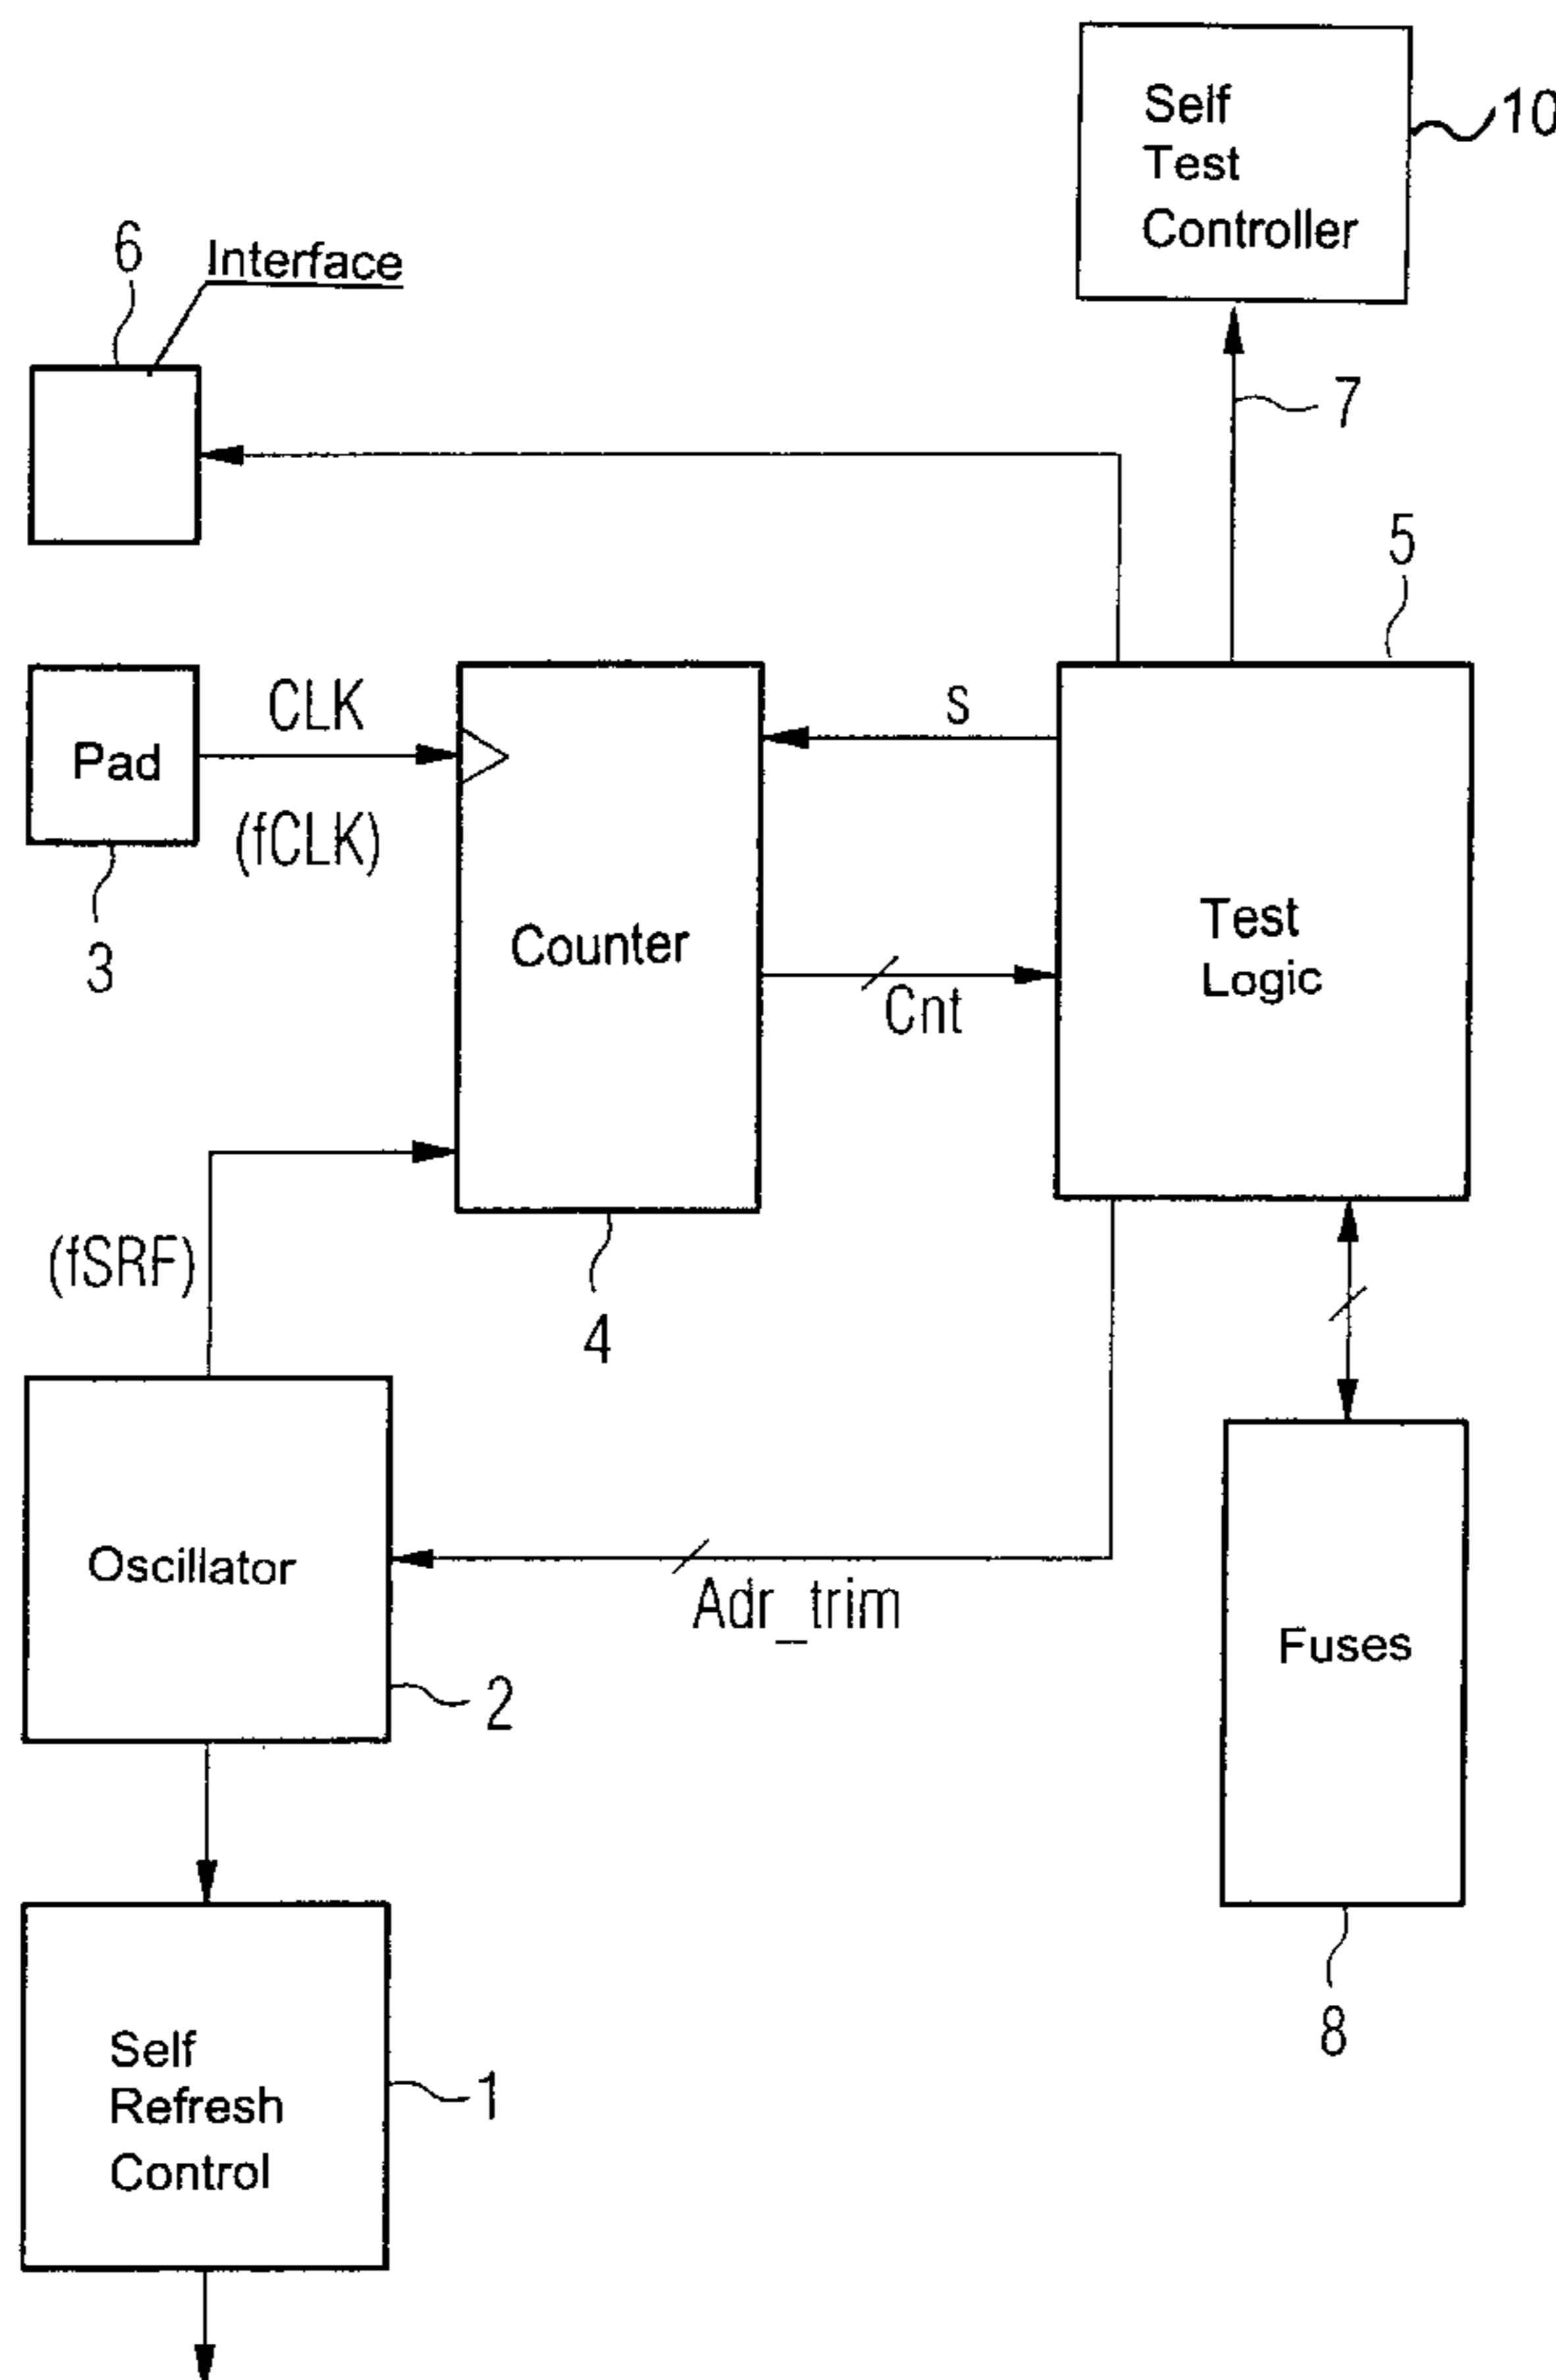 Self
Test
Controller
10
6
Interface
7
5
Pad
CLK
(fCLK)
3
Counter
s
Cnt
Test
Logic
(fSRF)
4
Oscillator
Adr_trim
2
Fuses
8
Self
Refresh
Control
1